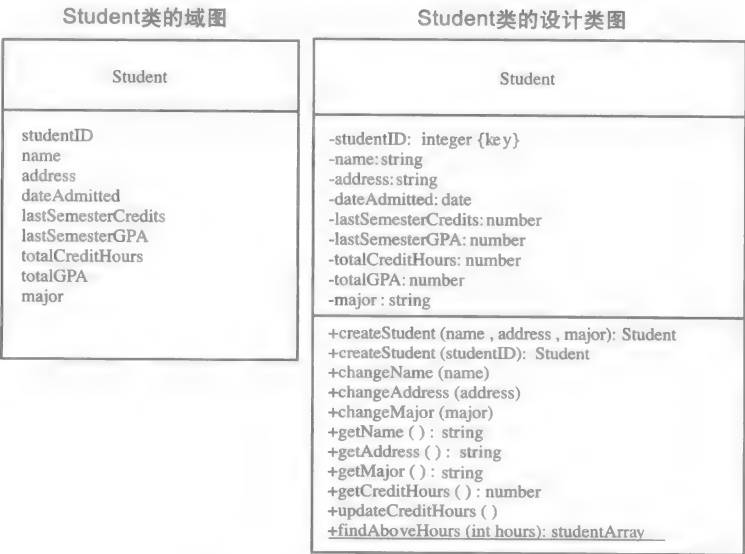 Student类的域图
Student
studentID
name
address
dateAdmitted
lastSemesterCredits
lastSemesterGPA
totalCreditHours
totalGPA
major
Student类的设计类图
Student
-studentID: integer {key}
-name: string
-address: string
-dateAdmitted: date
-lastSemesterCredits: number
-lastSemesterGPA: number
-totalCreditHours: number
-totalGPA: number
-major : string
+createStudent (name , address , major): Student
+createStudent (studentID): Student
+changeName (name)
+changeAddress (address)
+changeMajor (major)
+getName ( ) : string
+getAddress ( ) : string
+getMajor ( ) : string
+getCreditHours ( ) : number
+updateCreditHours ( )
+findAboveHours (int hours): studentArray